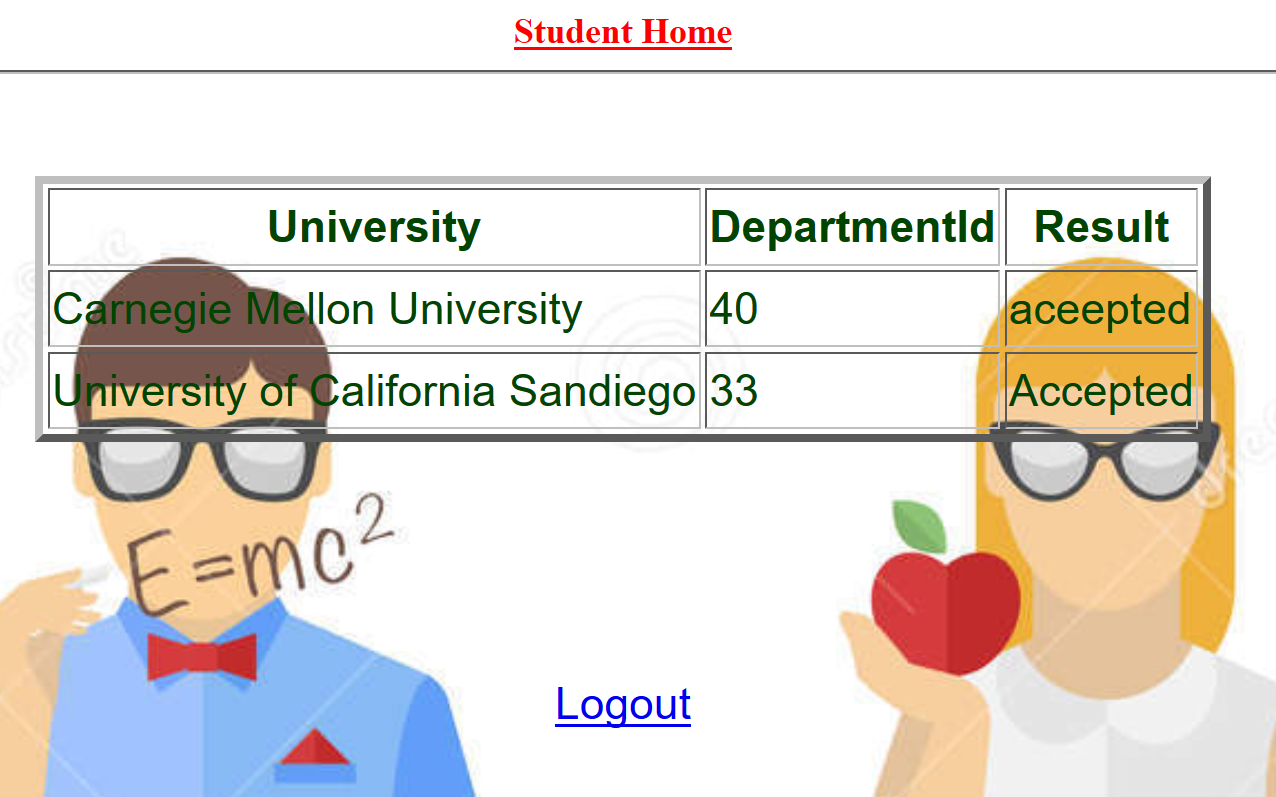 Student Home
University DepartmentId Result
Carnegie Mellon University 40 aceepted
University of California Sandiego 33 Accepted
E=mc²
Logout